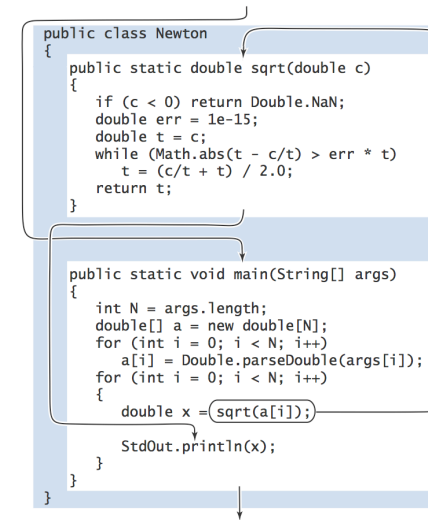 public class Newton
{
public static double sqrt(double c)
{
if (c < 0) return Double.NaN;
double err = 1e-15;
double t = c;
while (Math.abs(t - c/t) > err * t)
t = (c/t + t) / 2.0;
return t;
}
public static void main(String[] args)
{
int N = args.length;
double[] a = new double[N];
for (int i = 0; i < N; i++)
a[i] = Double.parseDouble(args[i]);
for (int i = 0; i < N; i++)
{
double x = sqrt(a[i]);
StdOut.println(x);
}
}
}